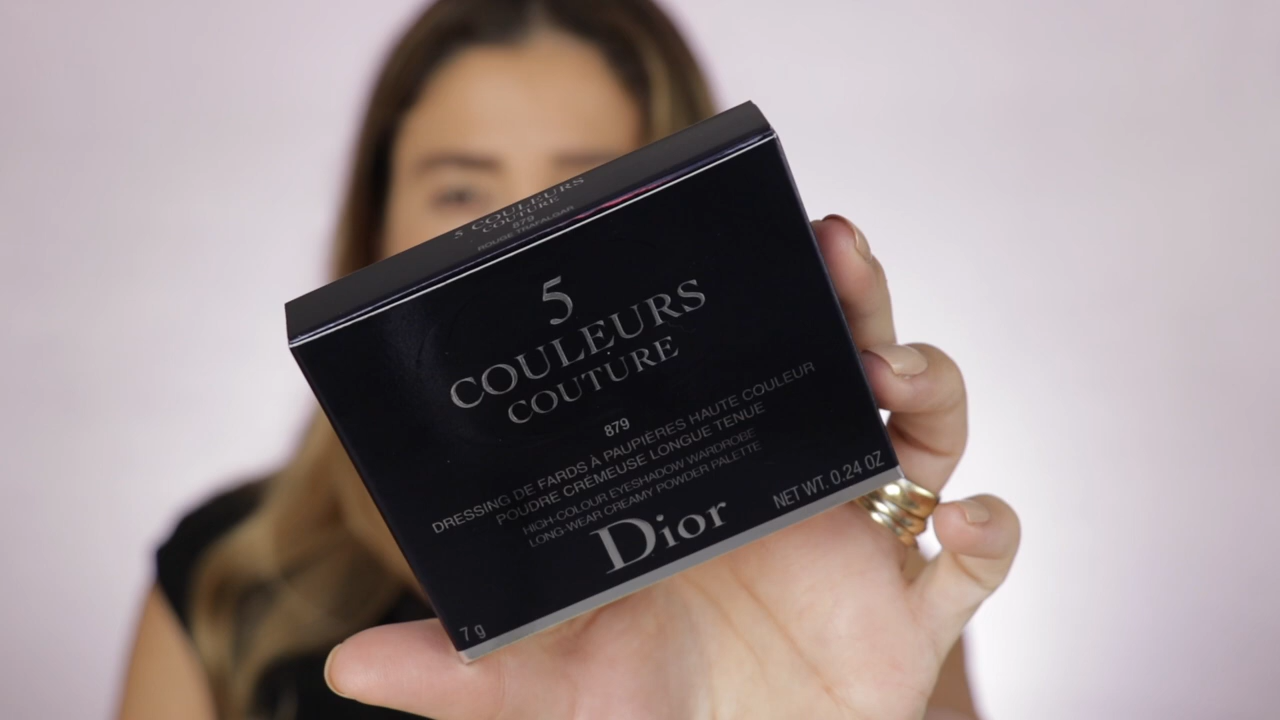 5 COULEURS
COUTURE
879
ROUGE TRAFALGAR
5
COULEURS
COUTURE
879
DRESSING DE FARDS À PAUPIÈRES HAUTE COULEUR
POUDRE CRÉMEUSE LONGUE TENUE
HIGH-COLOUR EYESHADOW WARDROBE
LONG-WEAR CREAMY POWDER PALETTE
Dior
NET WT. 0.24 OZ
7 g